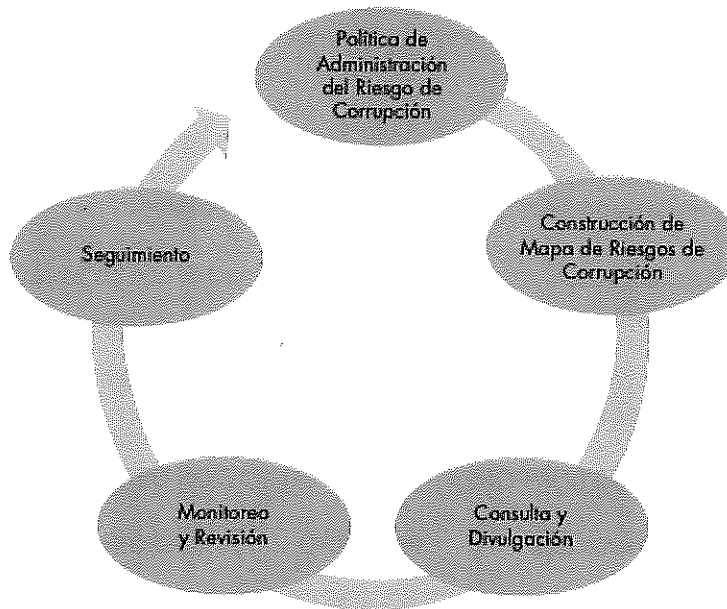 Política de
Administración
del Riesgo de
Corrupción
Construcción de
Mapa de Riesgos de
Corrupción
Consulta y
Divulgación
Monitoreo
y Revisión
Seguimiento